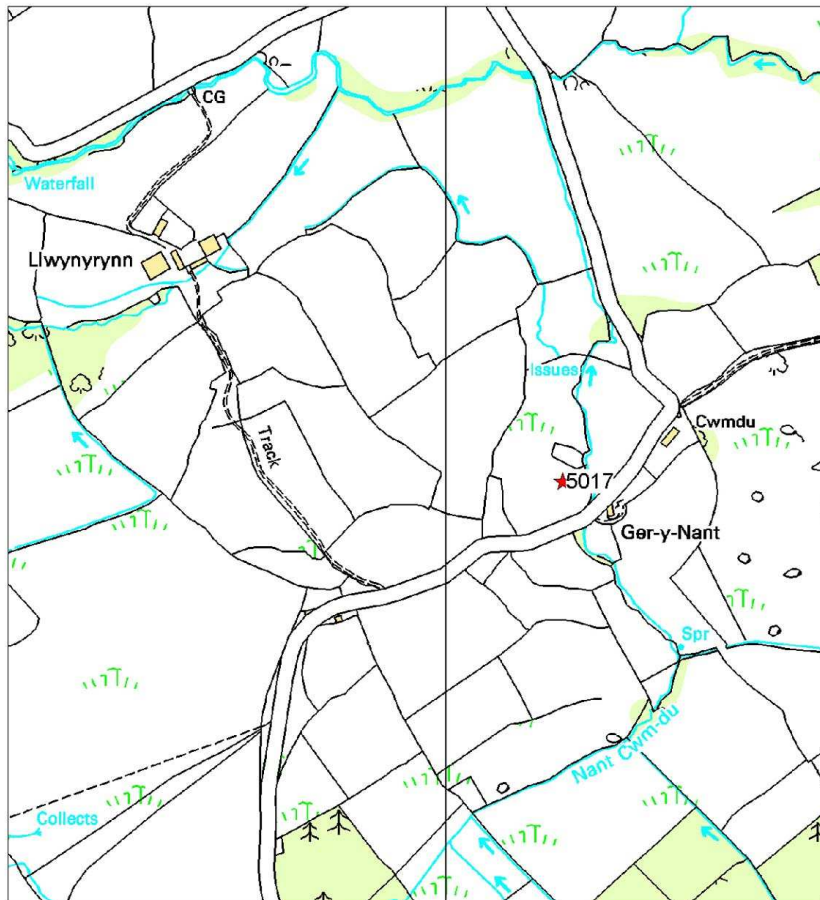 CG
Waterfall
Llwynyrynn
Issues
Cwmdu
Track
5017
Ger-y-Nant
Spr
Nant Cwm-du
Collects